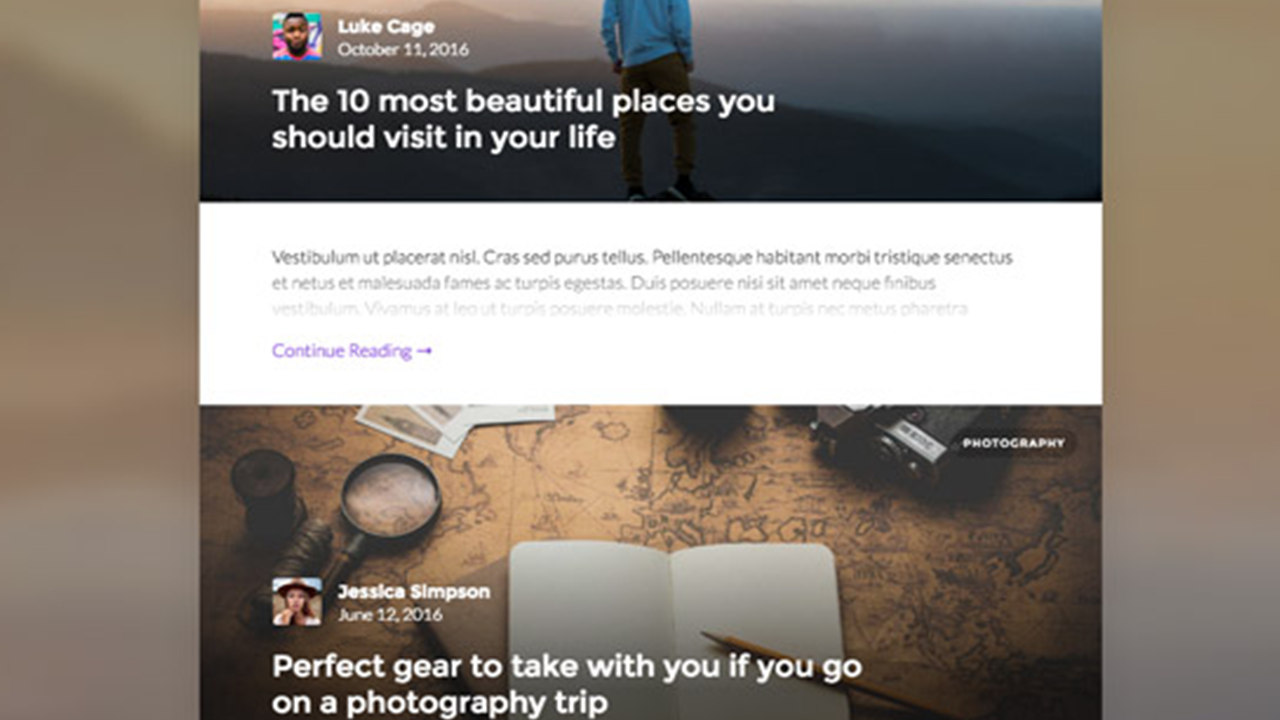 Luke Cage
October 11, 2016
The 10 most beautiful places you
should visit in your life
Vestibulum ut placerat nisl. Cras sed purus tellus. Pellentesque habitant morbi tristique senectus
et netus et malesuada fames ac turpis egestas. Duis posuere nisi sit amet neque finibus
vestibulum. Vivamus at leo ut turpis posuere molestie. Nullam at turpis nec metus pharetra
Continue Reading →
PHOTOGRAPHY
Jessica Simpson
June 12, 2016
Perfect gear to take with you if you go
on a photography trip